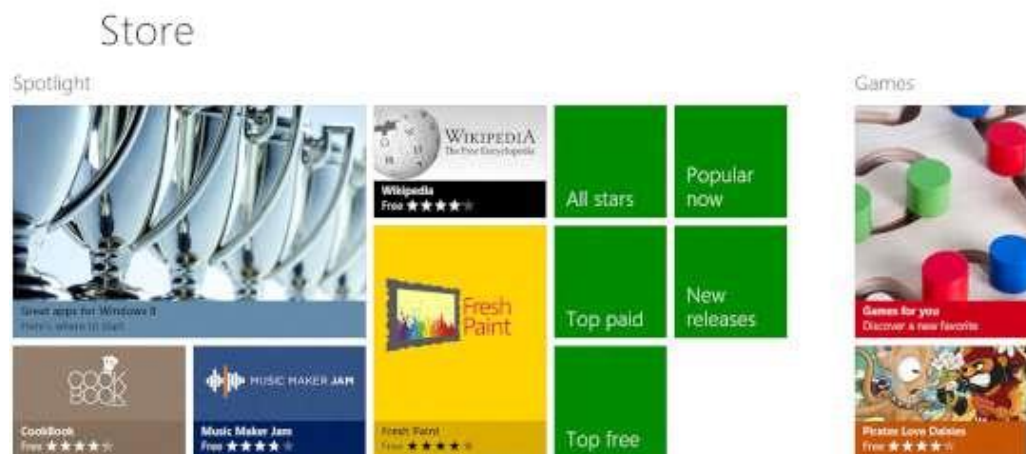 Store
Spotlight
Great apps for Windows 8
Here's where to start
COOK
BOOK
CookBook
Free
MUSIC MAKER JAM
Music Maker Jam
Free
WIKIPEDIA
The Free Encyclopedia
Wikipedia
Free
Fresh
Paint
Fresh Paint
Free
All stars
Popular
now
Top paid
New
releases
Top free
Games
Games for you
Discover a new favorite
Pirates Love Daisies
Free